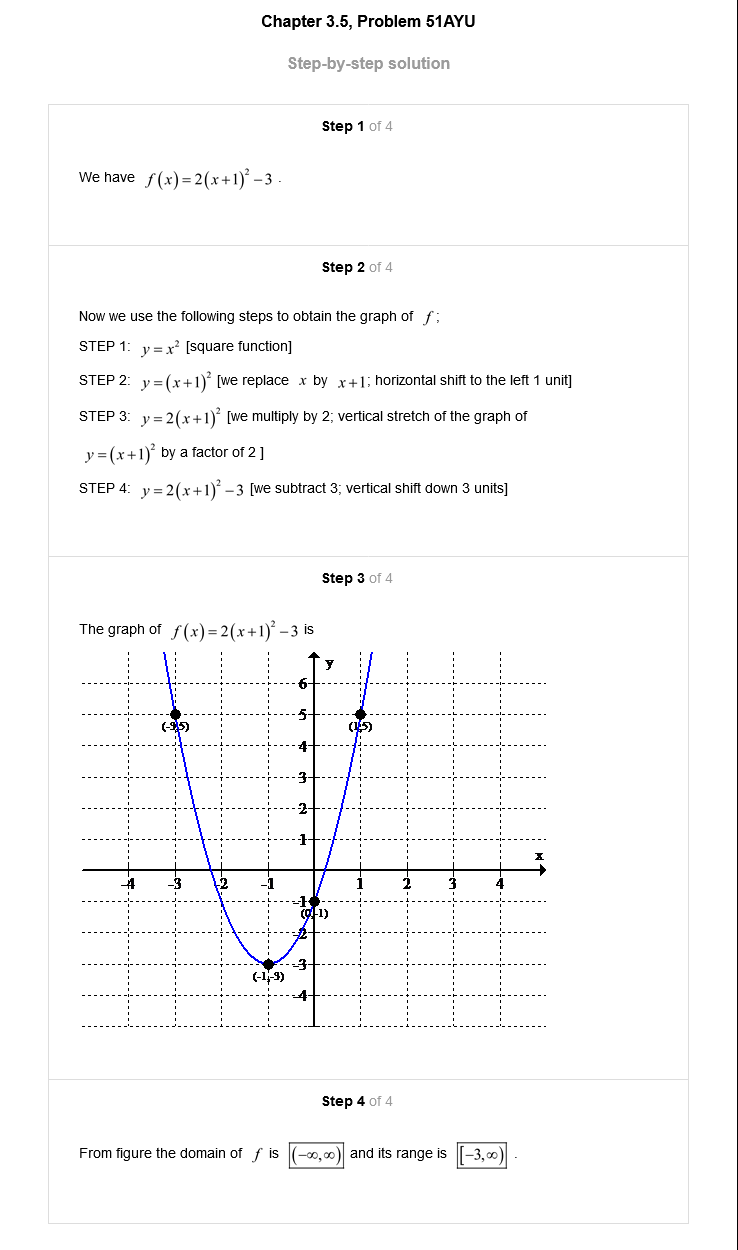 Chapter 3.5, Problem 51AYU
Step-by-step solution
Step 1 of 4
We have f(x)=2(x+1)²−3 .
Step 2 of 4
Now we use the following steps to obtain the graph of f ;
STEP 1: y=x² [square function]
STEP 2: y=(x+1)² [we replace x by x+1; horizontal shift to the left 1 unit]
STEP 3: y=2(x+1)² [we multiply by 2; vertical stretch of the graph of
y=(x+1)² by a factor of 2 ]
STEP 4: y=2(x+1)²−3 [we subtract 3; vertical shift down 3 units]
Step 3 of 4
The graph of f(x)=2(x+1)²−3 is
y
6
5
(-3,5) (1,5)
4
3
2
1
x
-4 -3 -2 -1 1 2 3 4
-1
(0,-1)
-2
-3
(-1,-3)
-4
Step 4 of 4
From figure the domain of f is (−∞,∞) and its range is [−3,∞) .